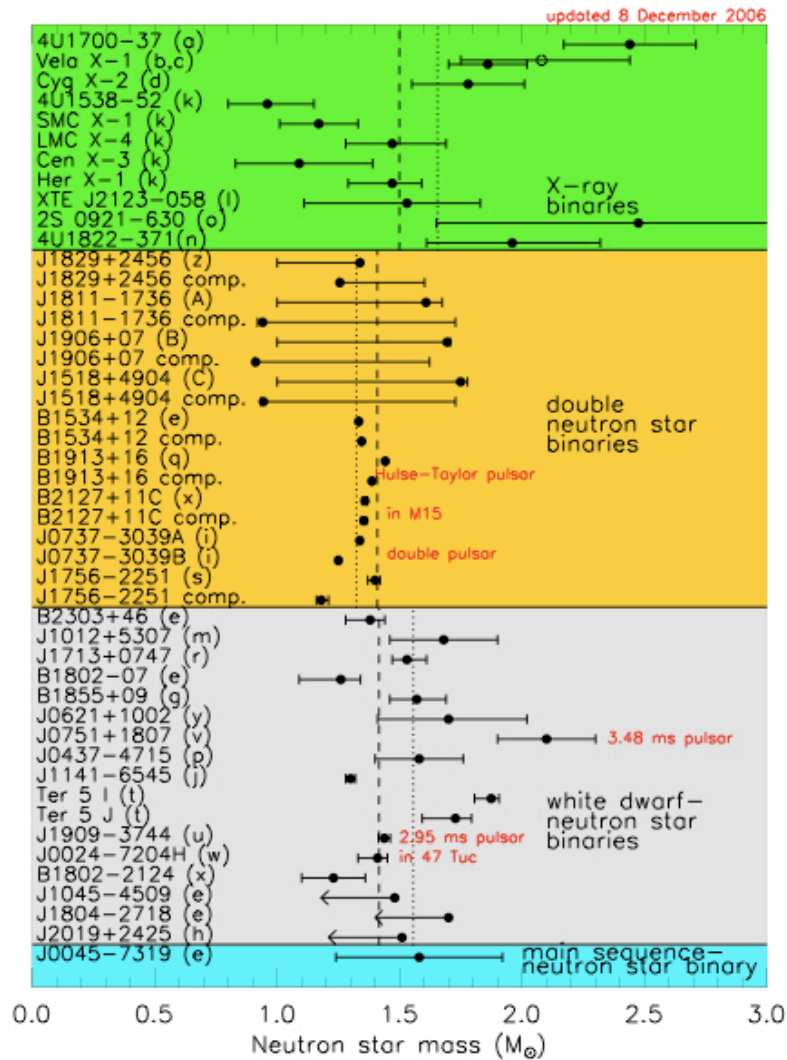 updated 8 December 2006
4U1700-37 (a)
Vela X-1 (b,c)
Cyg X-2 (d)
4U1538-52 (k)
SMC X-1 (k)
LMC X-4 (k)
Cen X-3 (k)
Her X-1 (k)
XTE J2123-058 (l)
2S 0921-630 (o)
4U1822-371(n)
X-ray
binaries
J1829+2456 (z)
J1829+2456 comp.
J1811-1736 (A)
J1811-1736 comp.
J1906+07 (B)
J1906+07 comp.
J1518+4904 (C)
J1518+4904 comp.
B1534+12 (e)
B1534+12 comp.
B1913+16 (q)
B1913+16 comp.
Hulse-Taylor pulsar
B2127+11C (x)
B2127+11C comp.
in M15
J0737-3039A (i)
J0737-3039B (i)
double pulsar
J1756-2251 (s)
J1756-2251 comp.
double
neutron star
binaries
B2303+46 (e)
J1012+5307 (m)
J1713+0747 (r)
B1802-07 (e)
B1855+09 (g)
J0621+1002 (y)
J0751+1807 (v)
3.48 ms pulsar
J0437-4715 (p)
J1141-6545 (j)
Ter 5 I (t)
Ter 5 J (t)
J1909-3744 (u)
2.95 ms pulsar
J0024-7204H (w)
in 47 Tuc
B1802-2124 (x)
J1045-4509 (e)
J1804-2718 (e)
J2019+2425 (h)
white dwarf-
neutron star
binaries
J0045-7319 (e)
main sequence-
neutron star binary
0.0 0.5 1.0 1.5 2.0 2.5 3.0
Neutron star mass (M☉)